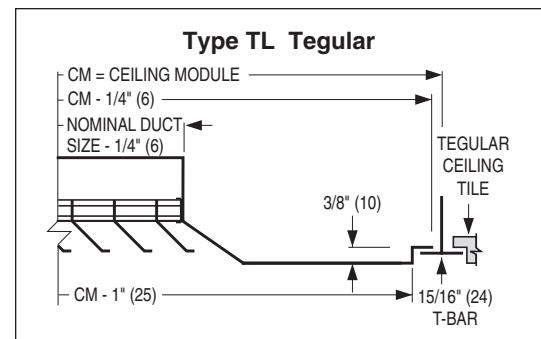 Type TL Tegular
CM = CEILING MODULE
CM - 1/4" (6)
NOMINAL DUCT
SIZE - 1/4" (6)
TEGULAR
CEILING
TILE
3/8" (10)
CM - 1" (25)
15/16" (24)
T-BAR